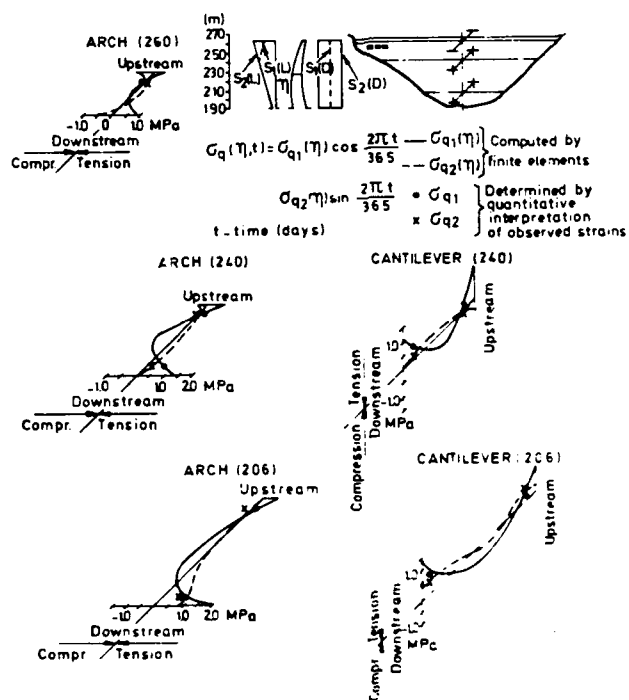 ARCH (260)
Upstream
-1.0 0 1.0 MPa
Downstream
Compr. Tension
(m)
270
250
230
210
190
S₂(L)
S₁(L)
η
S₁(D)
S₂(D)
σq(η,t)=σq1(η)cos 2πt/365 — σq1(η) } Computed by
-- σq2(η) finite elements
σq2η)sin 2πt/365
• σq1 } Determined by
× σq2 quantitative
interpretation
of observed strains
t-time (days)
ARCH (240)
Upstream
-1.0 1.0 2.0 MPa
Downstream
Compr. Tension
CANTILEVER (240)
Upstream
1.0
-1.0
MPa
Downstream
Compression Tension
ARCH (206)
Upstream
-1.0 1.0 2.0 MPa
Downstream
Compr. Tension
CANTILEVER (206)
Upstream
MPa
Downstream
Compr. Tension